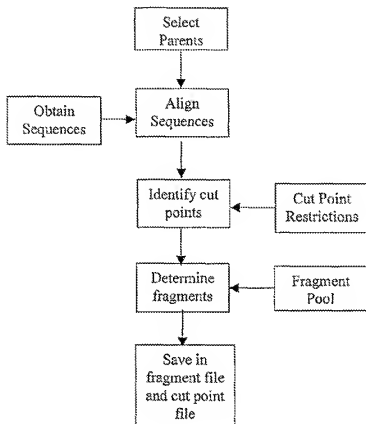 Select
Parents
Obtain
Sequences
Align
Sequences
Identify cut
points
Cut Point
Restrictions
Determine
fragments
Fragment
Pool
Save in
fragment file
and cut point
file